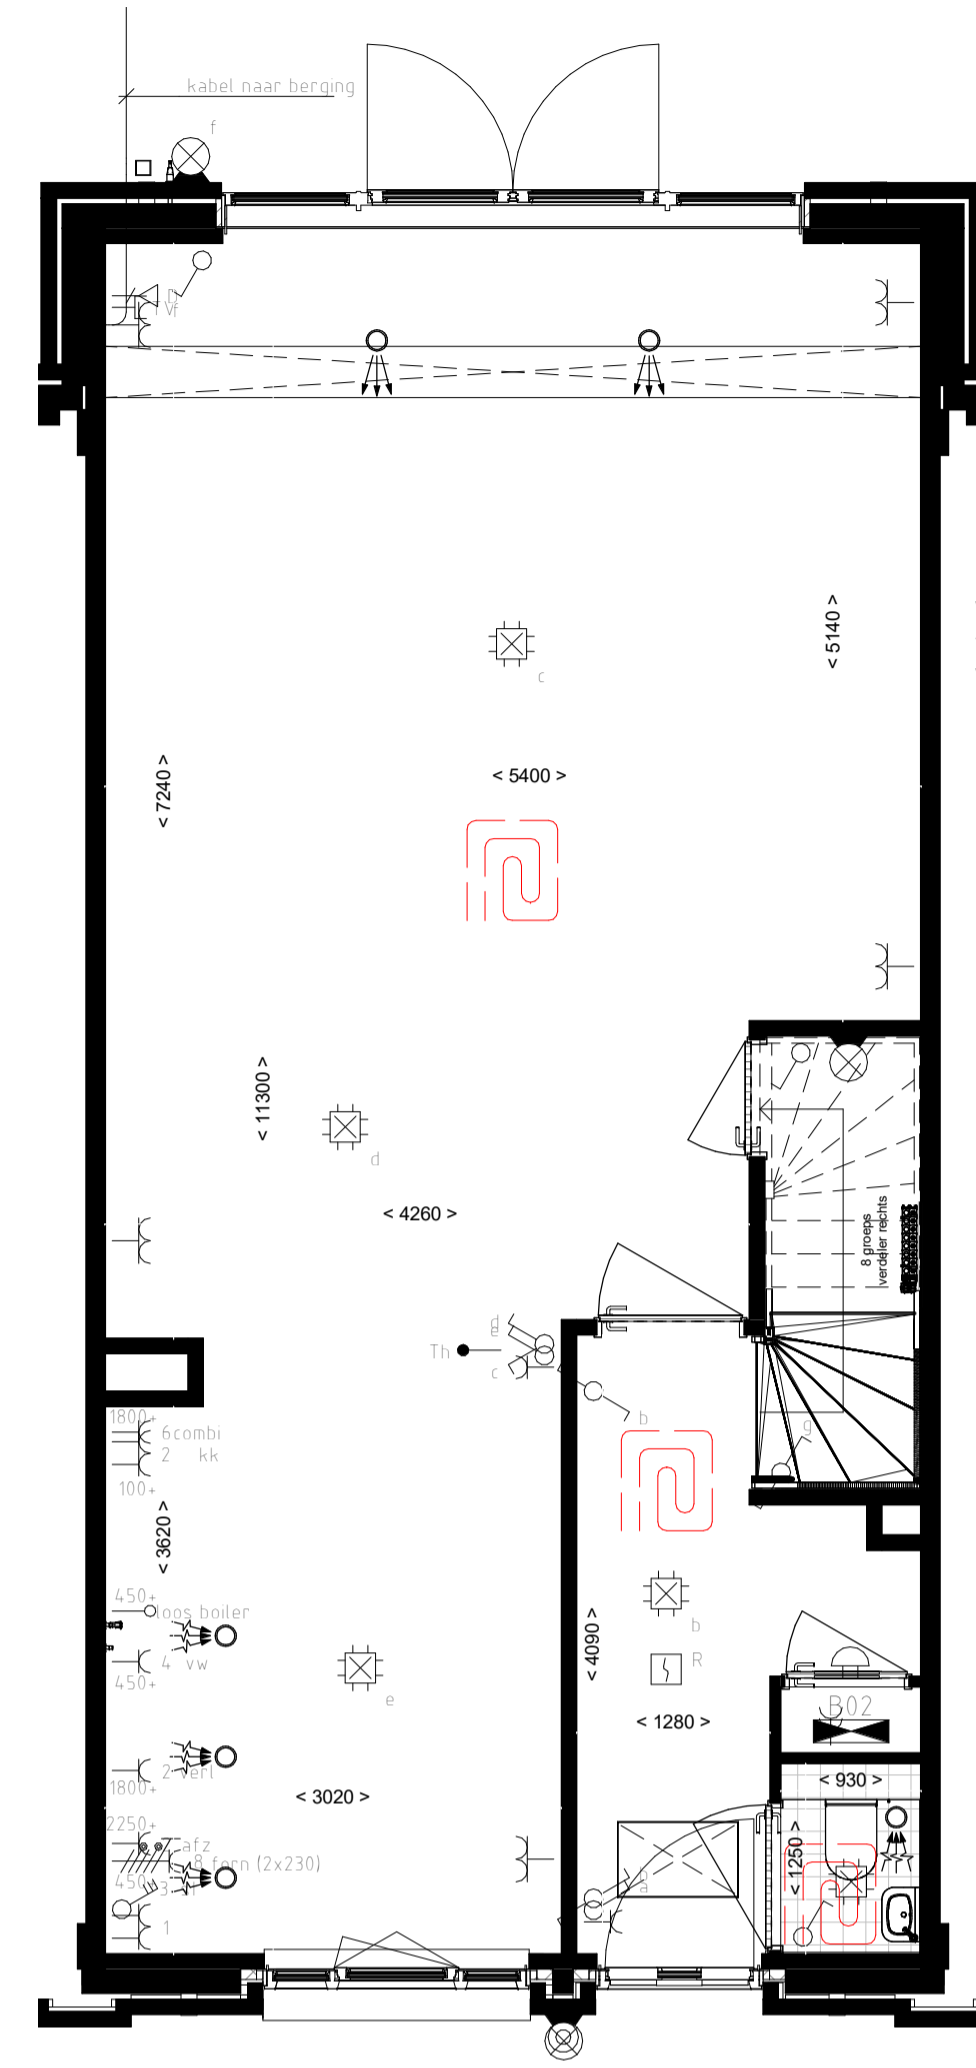 kabel naar berging
f
< 5140 >
c
< 7240 >
< 5400 >
< 11300 >
d
< 4260 >
8 groeps
verdeler rechts
d
e
Th
c
b
g
1800+
6combi
2 kk
100+
< 3620 >
450+
loos boiler
4 vw
450+
b
R
< 4090 >
e
< 1280 >
B02
2 verl
1800+
< 930 >
< 3020 >
2250+
afz
8 forn (2x230)
450+
3
< 1250 >
b
a
1